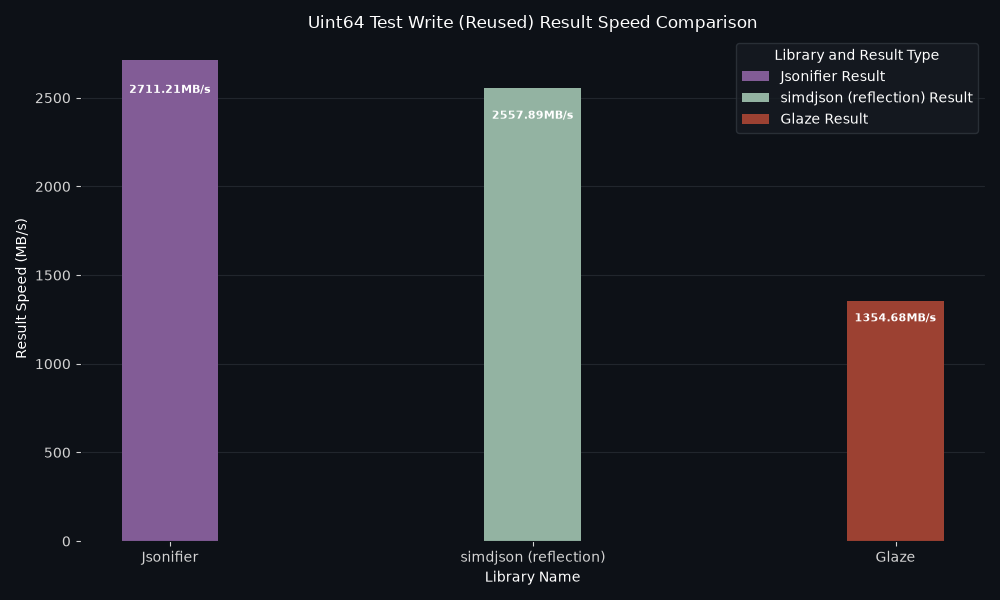 Uint64 Test Write (Reused) Result Speed Comparison
Library and Result Type
Jsonifier Result
simdjson (reflection) Result
Glaze Result
2711.21MB/s
2557.89MB/s
1354.68MB/s
Result Speed (MB/s)
2500
2000
1500
1000
500
0
Jsonifier
simdjson (reflection)
Glaze
Library Name